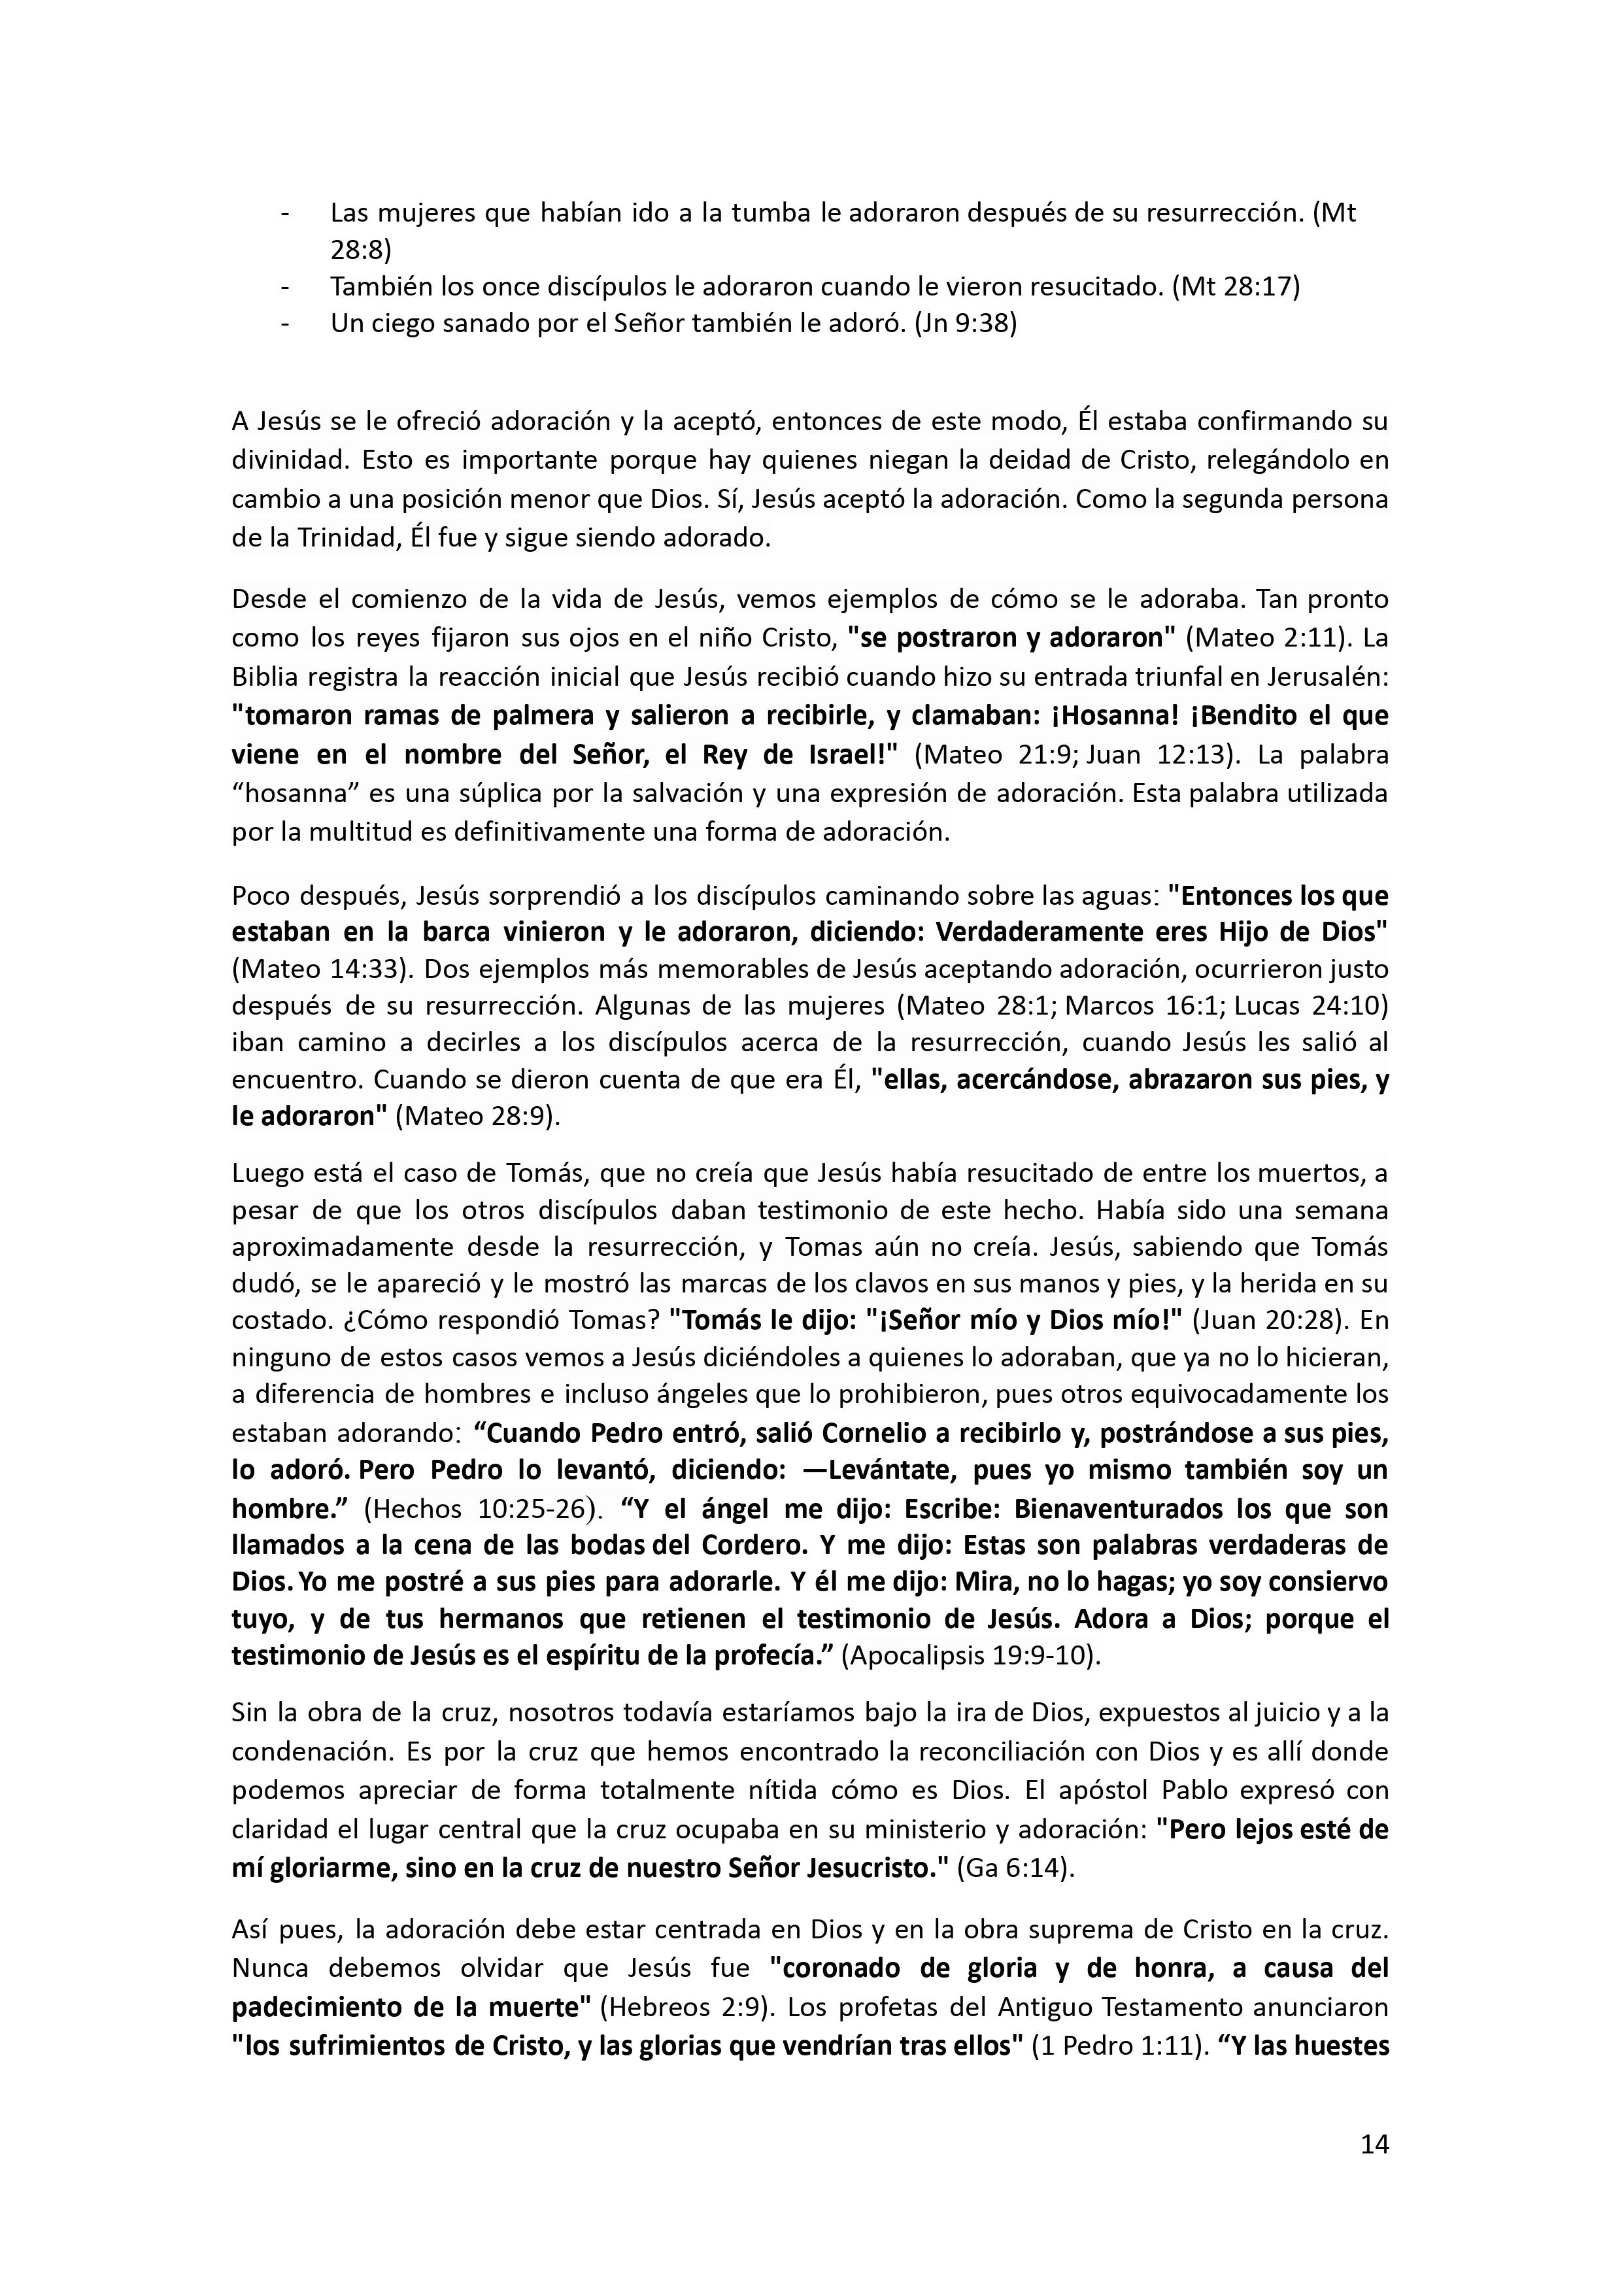 - Las mujeres que habían ido a la tumba le adoraron después de su resurrección. (Mt
28:8)
- También los once discípulos le adoraron cuando le vieron resucitado. (Mt 28:17)
- Un ciego sanado por el Señor también le adoró. (Jn 9:38)
A Jesús se le ofreció adoración y la aceptó, entonces de este modo, Él estaba confirmando su
divinidad. Esto es importante porque hay quienes niegan la deidad de Cristo, relegándolo en
cambio a una posición menor que Dios. Sí, Jesús aceptó la adoración. Como la segunda persona
de la Trinidad, Él fue y sigue siendo adorado.
Desde el comienzo de la vida de Jesús, vemos ejemplos de cómo se le adoraba. Tan pronto
como los reyes fijaron sus ojos en el niño Cristo, "se postraron y adoraron" (Mateo 2:11). La
Biblia registra la reacción inicial que Jesús recibió cuando hizo su entrada triunfal en Jerusalén:
"tomaron ramas de palmera y salieron a recibirle, y clamaban: ¡Hosanna! ¡Bendito el que
viene en el nombre del Señor, el Rey de Israel!" (Mateo 21:9; Juan 12:13). La palabra
“hosanna” es una súplica por la salvación y una expresión de adoración. Esta palabra utilizada
por la multitud es definitivamente una forma de adoración.
Poco después, Jesús sorprendió a los discípulos caminando sobre las aguas: "Entonces los que
estaban en la barca vinieron y le adoraron, diciendo: Verdaderamente eres Hijo de Dios"
(Mateo 14:33). Dos ejemplos más memorables de Jesús aceptando adoración, ocurrieron justo
después de su resurrección. Algunas de las mujeres (Mateo 28:1; Marcos 16:1; Lucas 24:10)
iban camino a decirles a los discípulos acerca de la resurrección, cuando Jesús les salió al
encuentro. Cuando se dieron cuenta de que era Él, "ellas, acercándose, abrazaron sus pies, y
le adoraron" (Mateo 28:9).
Luego está el caso de Tomás, que no creía que Jesús había resucitado de entre los muertos, a
pesar de que los otros discípulos daban testimonio de este hecho. Había sido una semana
aproximadamente desde la resurrección, y Tomas aún no creía. Jesús, sabiendo que Tomás
dudó, se le apareció y le mostró las marcas de los clavos en sus manos y pies, y la herida en su
costado. ¿Cómo respondió Tomas? "Tomás le dijo: "¡Señor mío y Dios mío!" (Juan 20:28). En
ninguno de estos casos vemos a Jesús diciéndoles a quienes lo adoraban, que ya no lo hicieran,
a diferencia de hombres e incluso ángeles que lo prohibieron, pues otros equivocadamente los
estaban adorando: “Cuando Pedro entró, salió Cornelio a recibirlo y, postrándose a sus pies,
lo adoró. Pero Pedro lo levantó, diciendo: —Levántate, pues yo mismo también soy un
hombre.” (Hechos 10:25-26). “Y el ángel me dijo: Escribe: Bienaventurados los que son
llamados a la cena de las bodas del Cordero. Y me dijo: Estas son palabras verdaderas de
Dios. Yo me postré a sus pies para adorarle. Y él me dijo: Mira, no lo hagas; yo soy consiervo
tuyo, y de tus hermanos que retienen el testimonio de Jesús. Adora a Dios; porque el
testimonio de Jesús es el espíritu de la profecía.” (Apocalipsis 19:9-10).
Sin la obra de la cruz, nosotros todavía estaríamos bajo la ira de Dios, expuestos al juicio y a la
condenación. Es por la cruz que hemos encontrado la reconciliación con Dios y es allí donde
podemos apreciar de forma totalmente nítida cómo es Dios. El apóstol Pablo expresó con
claridad el lugar central que la cruz ocupaba en su ministerio y adoración: "Pero lejos esté de
mí gloriarme, sino en la cruz de nuestro Señor Jesucristo." (Ga 6:14).
Así pues, la adoración debe estar centrada en Dios y en la obra suprema de Cristo en la cruz.
Nunca debemos olvidar que Jesús fue "coronado de gloria y de honra, a causa del
padecimiento de la muerte" (Hebreos 2:9). Los profetas del Antiguo Testamento anunciaron
"los sufrimientos de Cristo, y las glorias que vendrían tras ellos" (1 Pedro 1:11). “Y las huestes
14